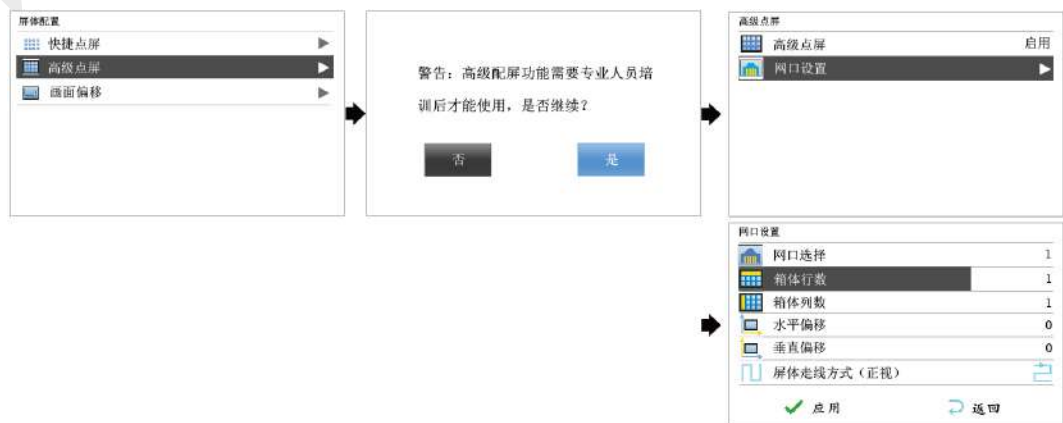 屏体配置
快捷点屏
高级点屏
画面偏移
警告：高级配屏功能需要专业人员培
训后才能使用，是否继续？
否
是
高级点屏
高级点屏 启用
网口设置
网口设置
网口选择 1
箱体行数 1
箱体列数 1
水平偏移 0
垂直偏移 0
屏体走线方式（正视）
应用 返回